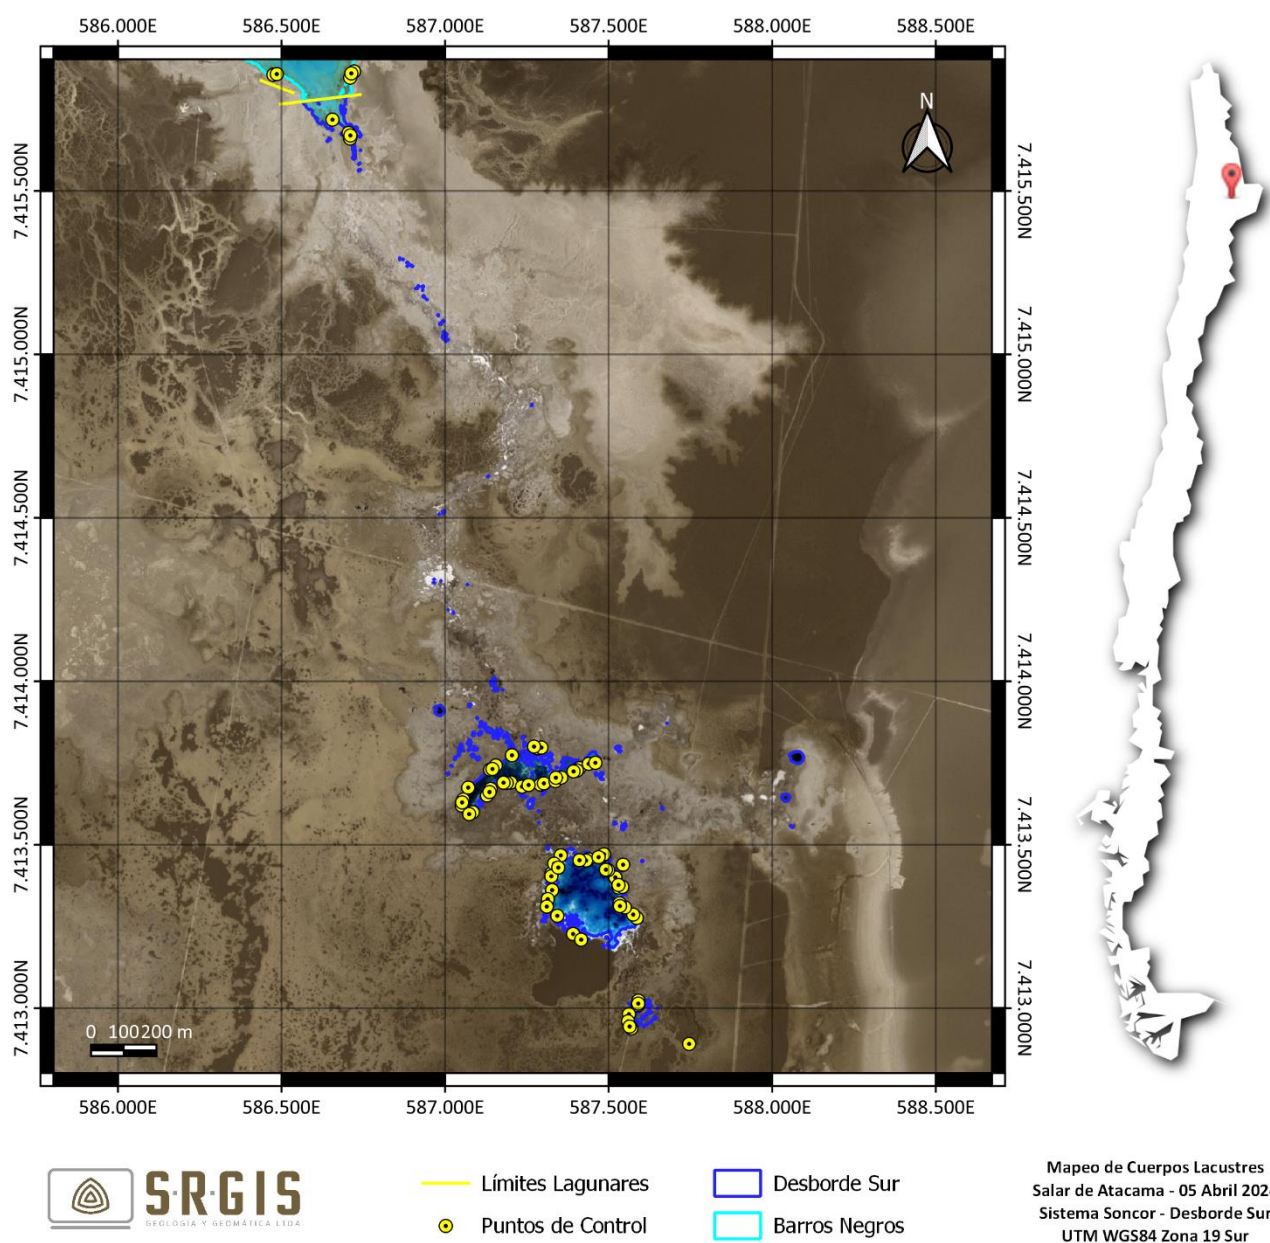 586.000E 586.500E 587.000E 587.500E 588.000E 588.500E
N
7.415.500N 7.415.500N
7.415.000N 7.415.000N
7.414.500N 7.414.500N
7.414.000N 7.414.000N
7.413.500N 7.413.500N
7.413.000N 7.413.000N
0 100200 m
586.000E 586.500E 587.000E 587.500E 588.000E 588.500E
S·R·GIS
GEOLOGÍA Y GEOMÁTICA LTDA
Límites Lagunares
Puntos de Control
Desborde Sur
Barros Negros
Mapeo de Cuerpos Lacustres
Salar de Atacama - 05 Abril 202
Sistema Soncor - Desborde Sur
UTM WGS84 Zona 19 Sur